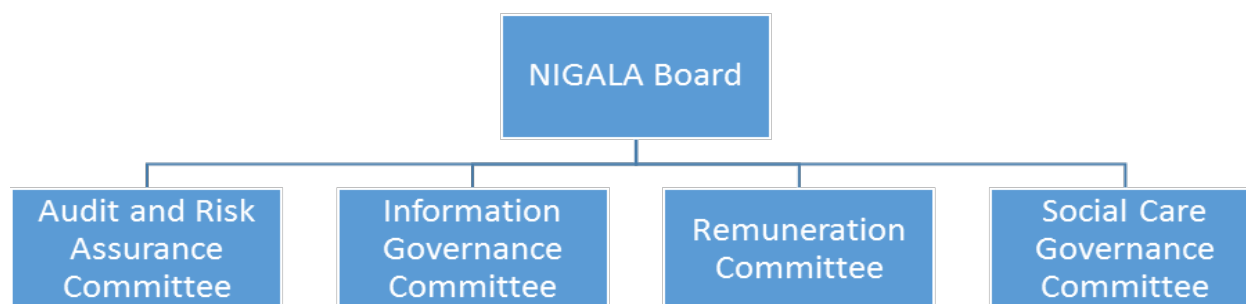 NIGALA Board
Audit and Risk
Assurance
Committee
Information
Governance
Committee
Remuneration
Committee
Social Care
Governance
Committee